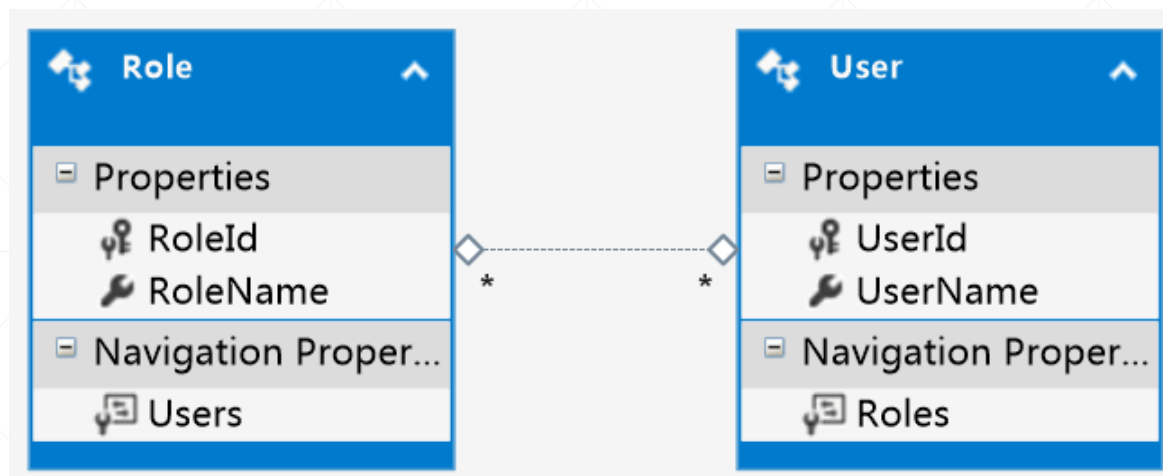 Role
Properties
RoleId
RoleName
Navigation Proper...
Users
* *
User
Properties
UserId
UserName
Navigation Proper...
Roles